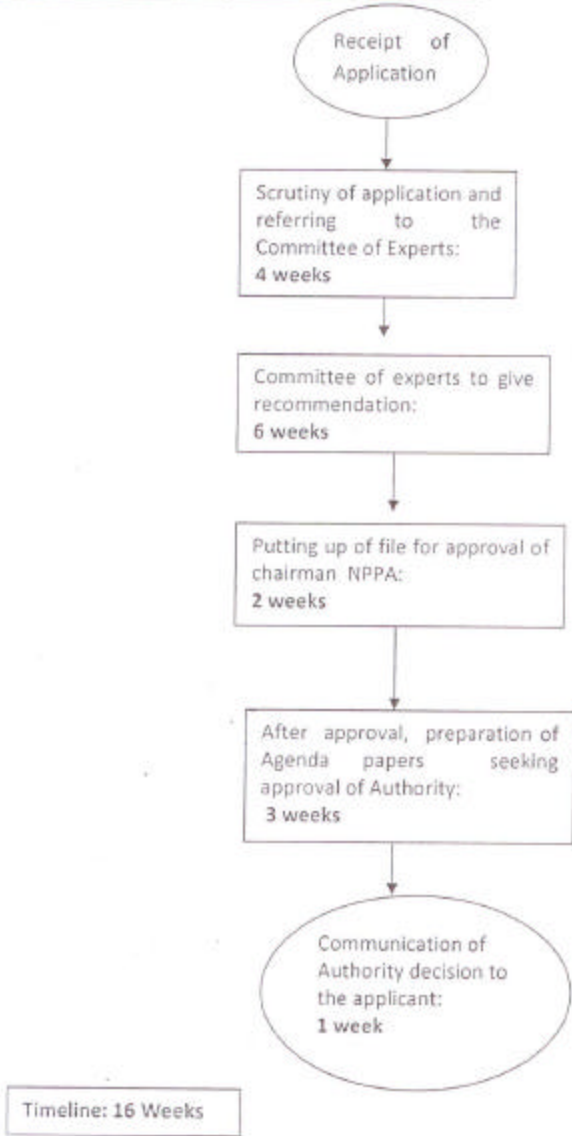 Receipt of
Application
Scrutiny of application and
referring to the
Committee of Experts:
4 weeks
Committee of experts to give
recommendation:
6 weeks
Putting up of file for approval of
chairman NPPA:
2 weeks
After approval, preparation of
Agenda papers seeking
approval of Authority:
3 weeks
Communication of
Authority decision to
the applicant:
1 week
Timeline: 16 Weeks